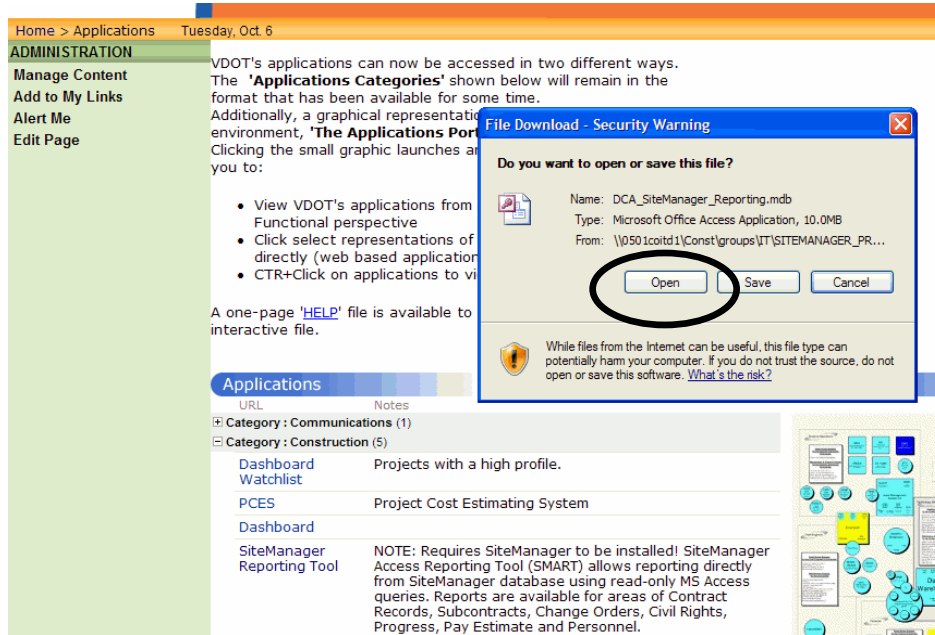 Home > Applications Tuesday, Oct. 6
ADMINISTRATION
Manage Content
Add to My Links
Alert Me
Edit Page
VDOT's applications can now be accessed in two different ways.
The 'Applications Categories' shown below will remain in the
format that has been available for some time.
Additionally, a graphical representatio
environment, 'The Applications Port
Clicking the small graphic launches an
you to:
• View VDOT's applications from
Functional perspective
• Click select representations of
directly (web based application
• CTR+Click on applications to vi
A one-page 'HELP' file is available to
interactive file.
File Download - Security Warning
Do you want to open or save this file?
Name: DCA_SiteManager_Reporting.mdb
Type: Microsoft Office Access Application, 10.0MB
From: \\0501coitd1\Const\groups\IT\SITEMANAGER_PR...
Open Save Cancel
While files from the Internet can be useful, this file type can
potentially harm your computer. If you do not trust the source, do not
open or save this software. What's the risk?
Applications
URL Notes
Category : Communications (1)
Category : Construction (5)
Dashboard Projects with a high profile.
Watchlist
PCES Project Cost Estimating System
Dashboard
SiteManager NOTE: Requires SiteManager to be installed! SiteManager
Reporting Tool Access Reporting Tool (SMART) allows reporting directly
from SiteManager database using read-only MS Access
queries. Reports are available for areas of Contract
Records, Subcontracts, Change Orders, Civil Rights,
Progress, Pay Estimate and Personnel.